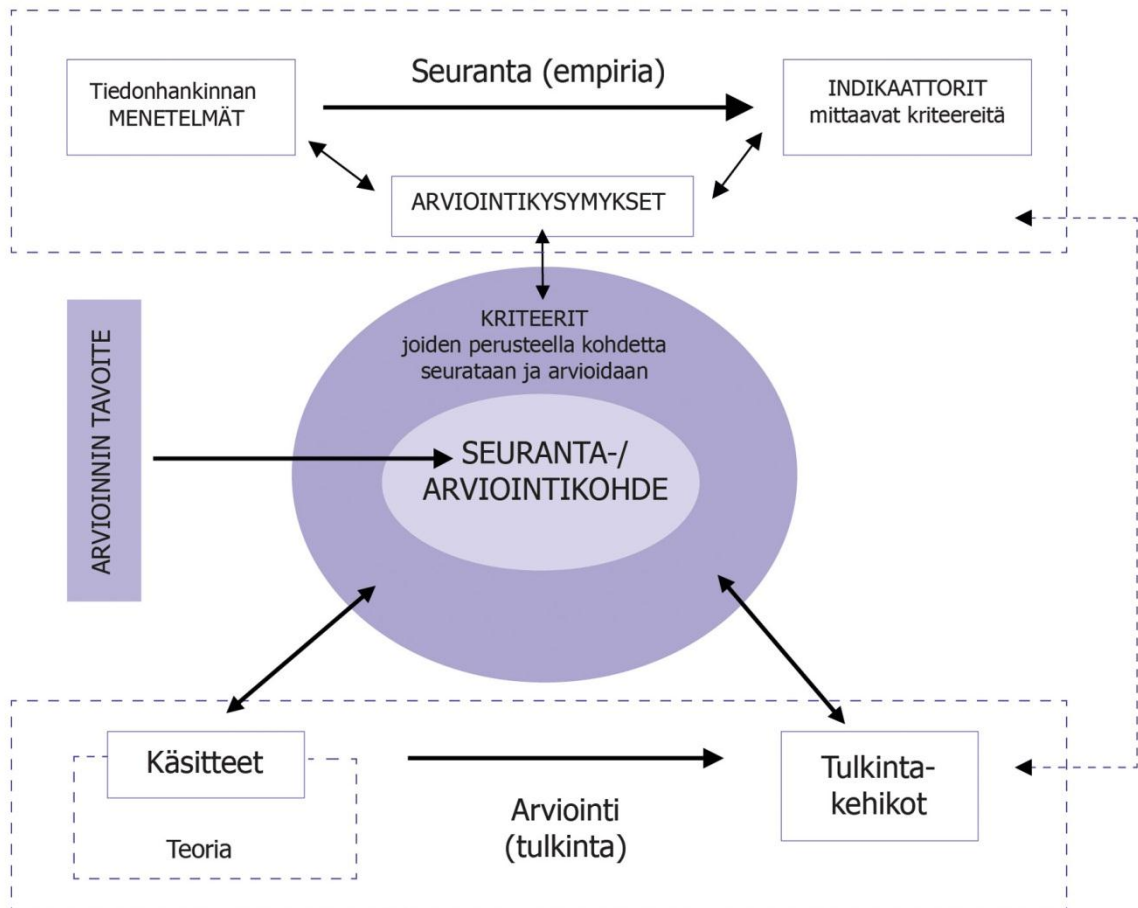 Seuranta (empiria)
Tiedonhankinnan
MENETELMÄT
INDIKAATTORIT
mittaavat kriteereitä
ARVIOINTIKYSYMYKSET
KRITEERIT
joiden perusteella kohdetta
seurataan ja arvioidaan
ARVIOINNIN TAVOITE
SEURANTA-/
ARVIOINTIKOHDE
Käsitteet
Teoria
Arviointi
(tulkinta)
Tulkinta-
kehikot